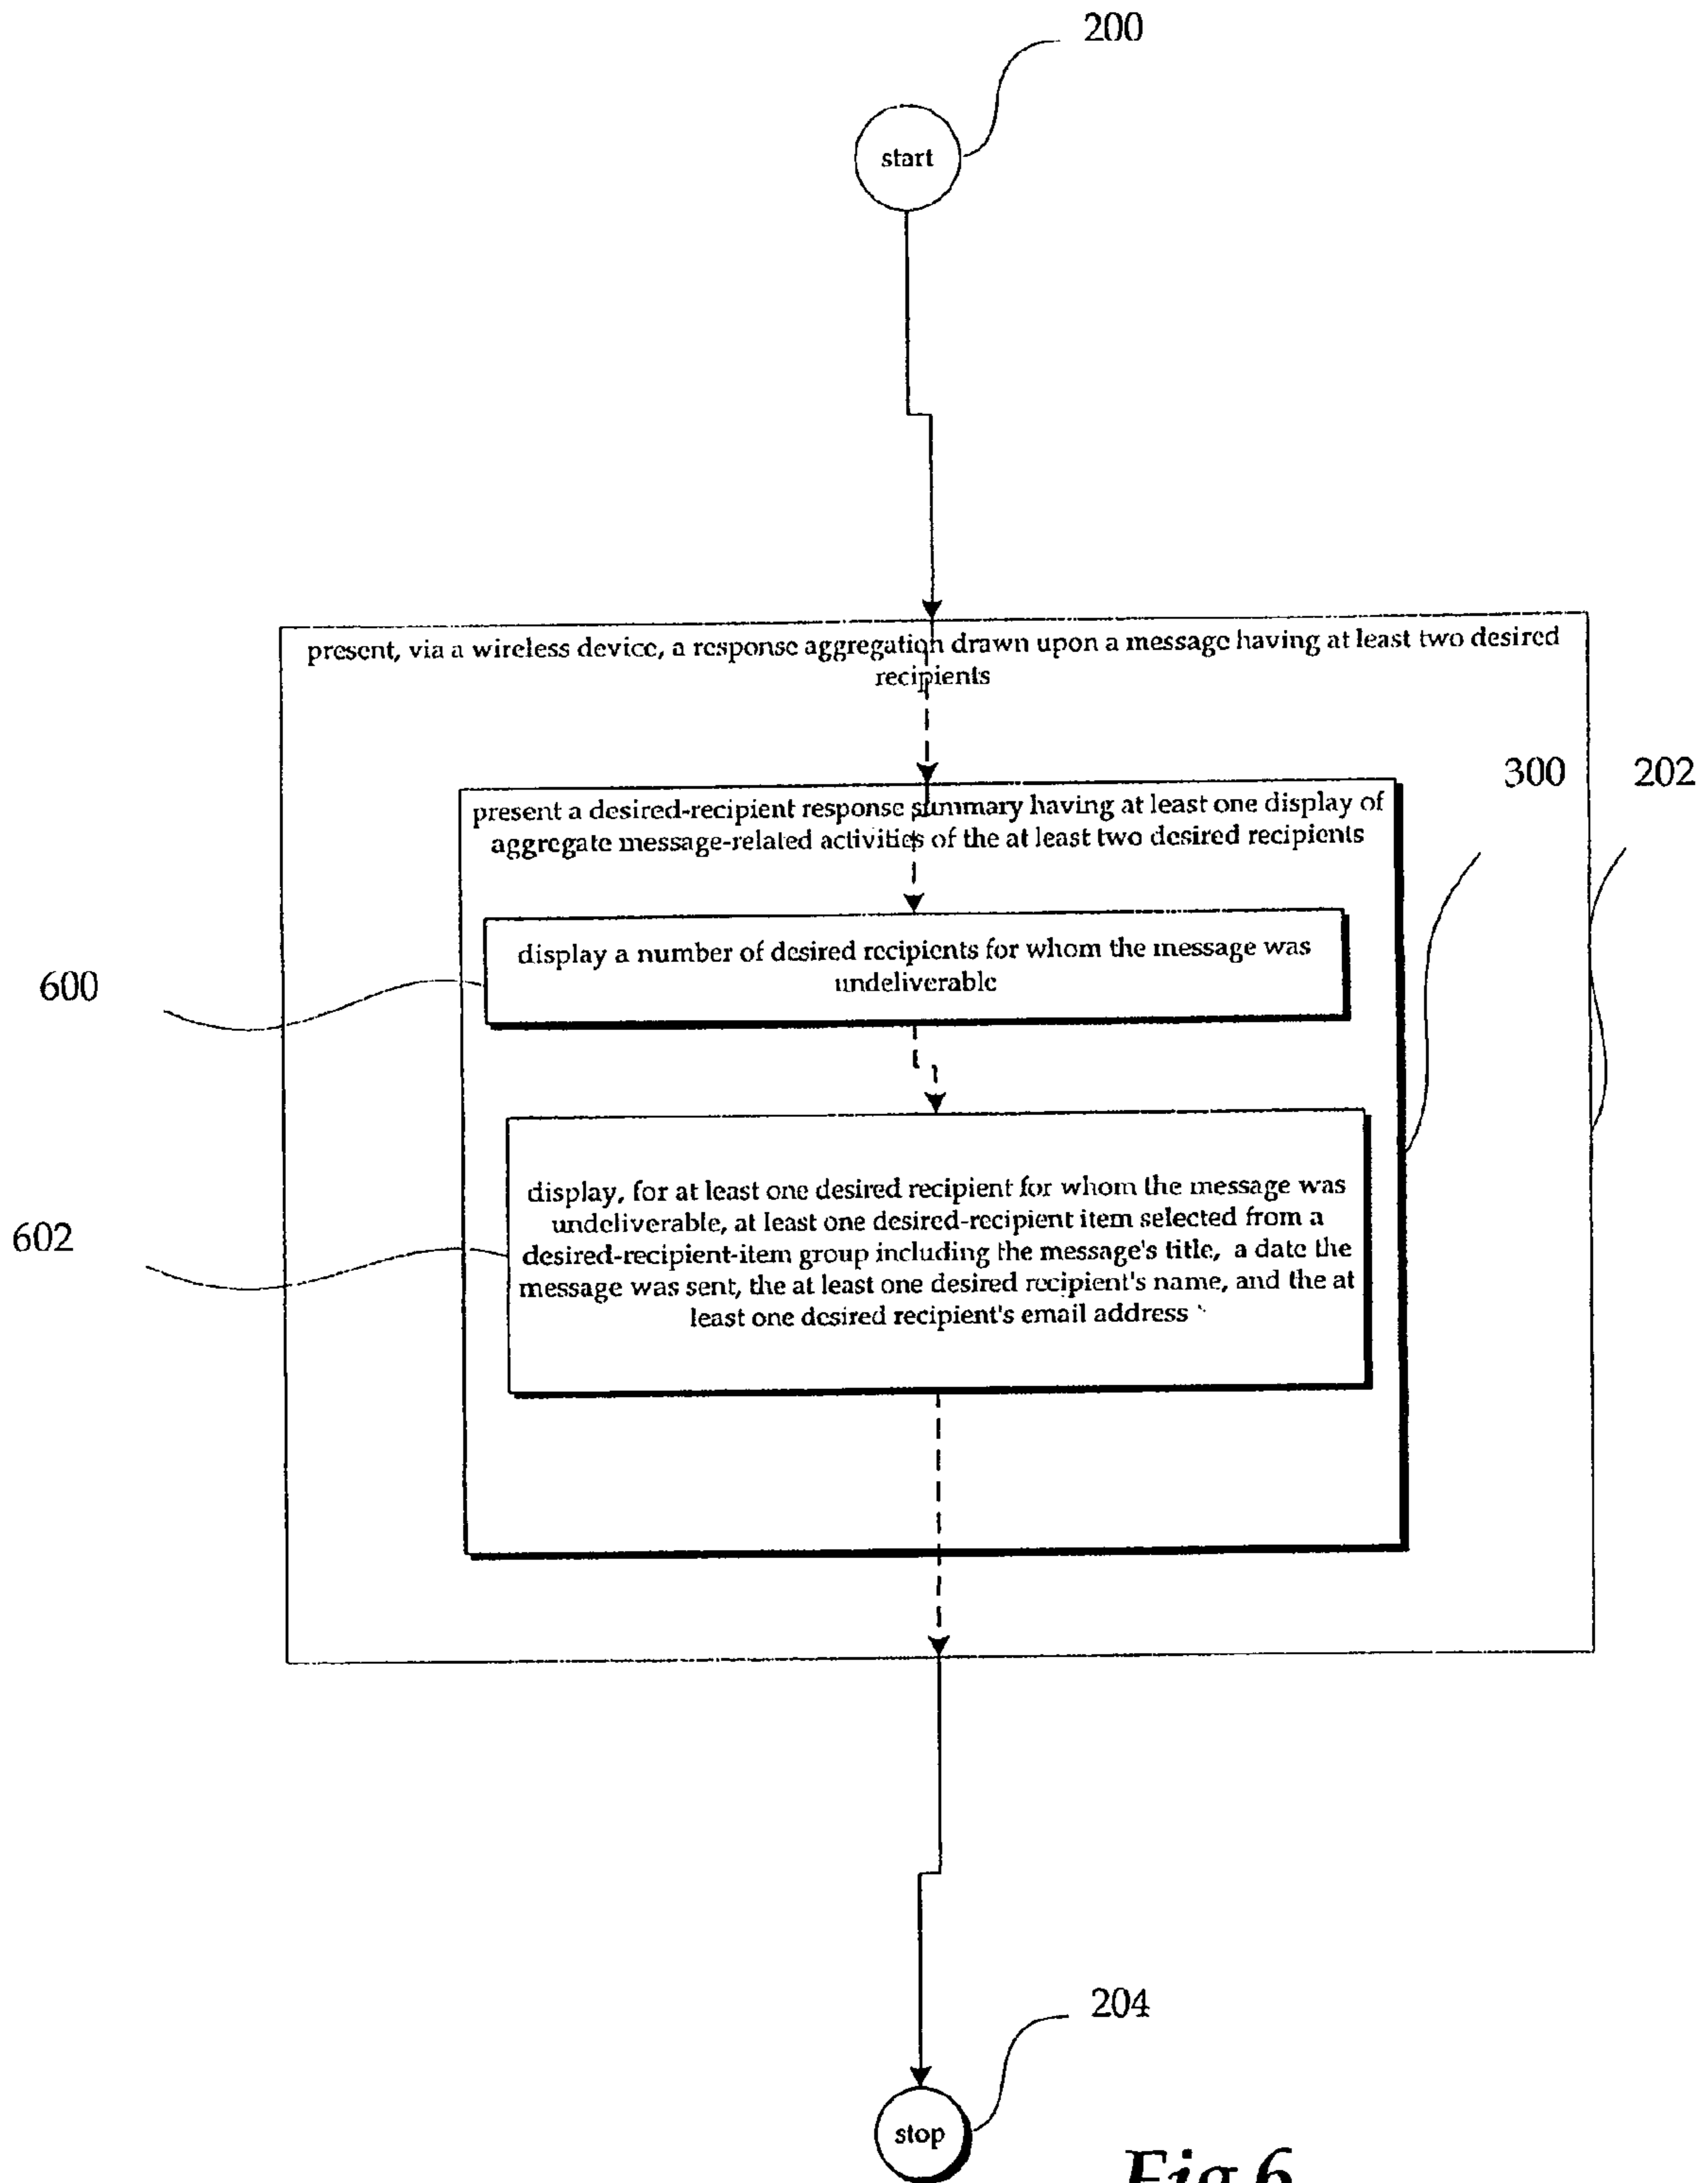 200
start
present, via a wireless device, a response aggregation drawn upon a message having at least two desired
recipients
300
202
present a desired-recipient response summary having at least one display of
aggregate message-related activities of the at least two desired recipients
600
display a number of desired recipients for whom the message was
undeliverable
602
display, for at least one desired recipient for whom the message was
undeliverable, at least one desired-recipient item selected from a
desired-recipient-item group including the message's title, a date the
message was sent, the at least one desired recipient's name, and the at
least one desired recipient's email address
204
stop
Fig.6